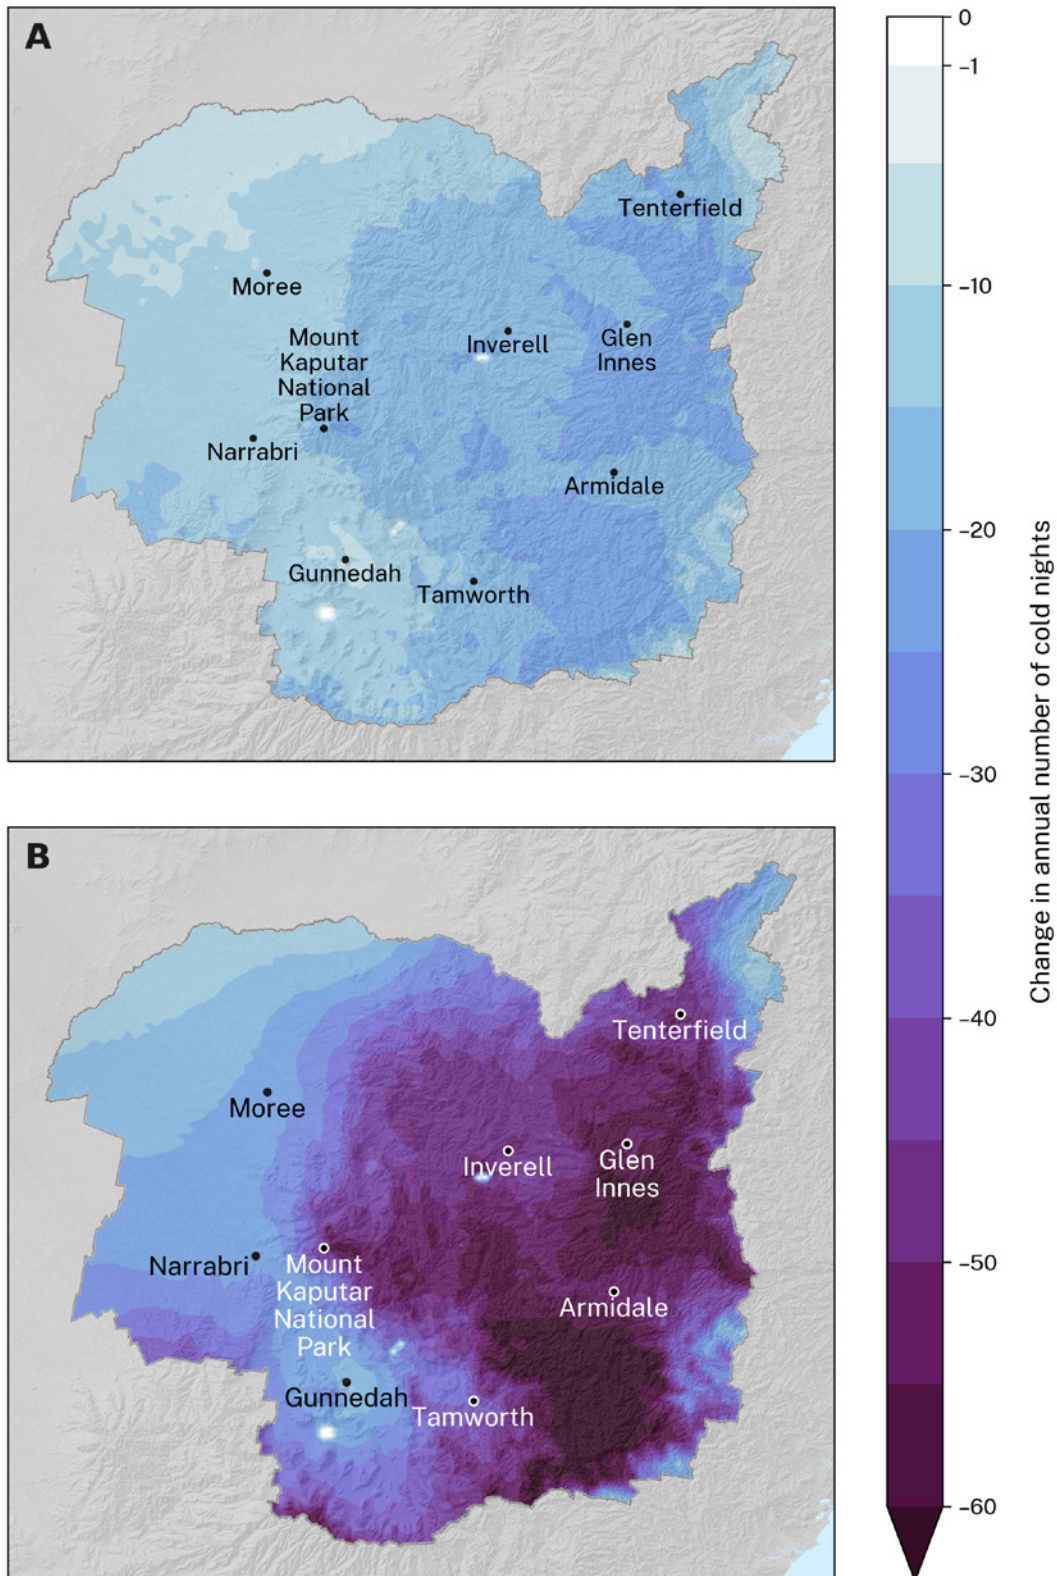 A
Tenterfield
Moree
Mount
Kaputar
National
Park
Inverell
Glen
Innes
Narrabri
Armidale
Gunnedah
Tamworth
B
Tenterfield
Moree
Inverell
Glen
Innes
Narrabri
Mount
Kaputar
National
Park
Armidale
Gunnedah
Tamworth
0
–1
–10
–20
–30
–40
–50
–60
Change in annual number of cold nights